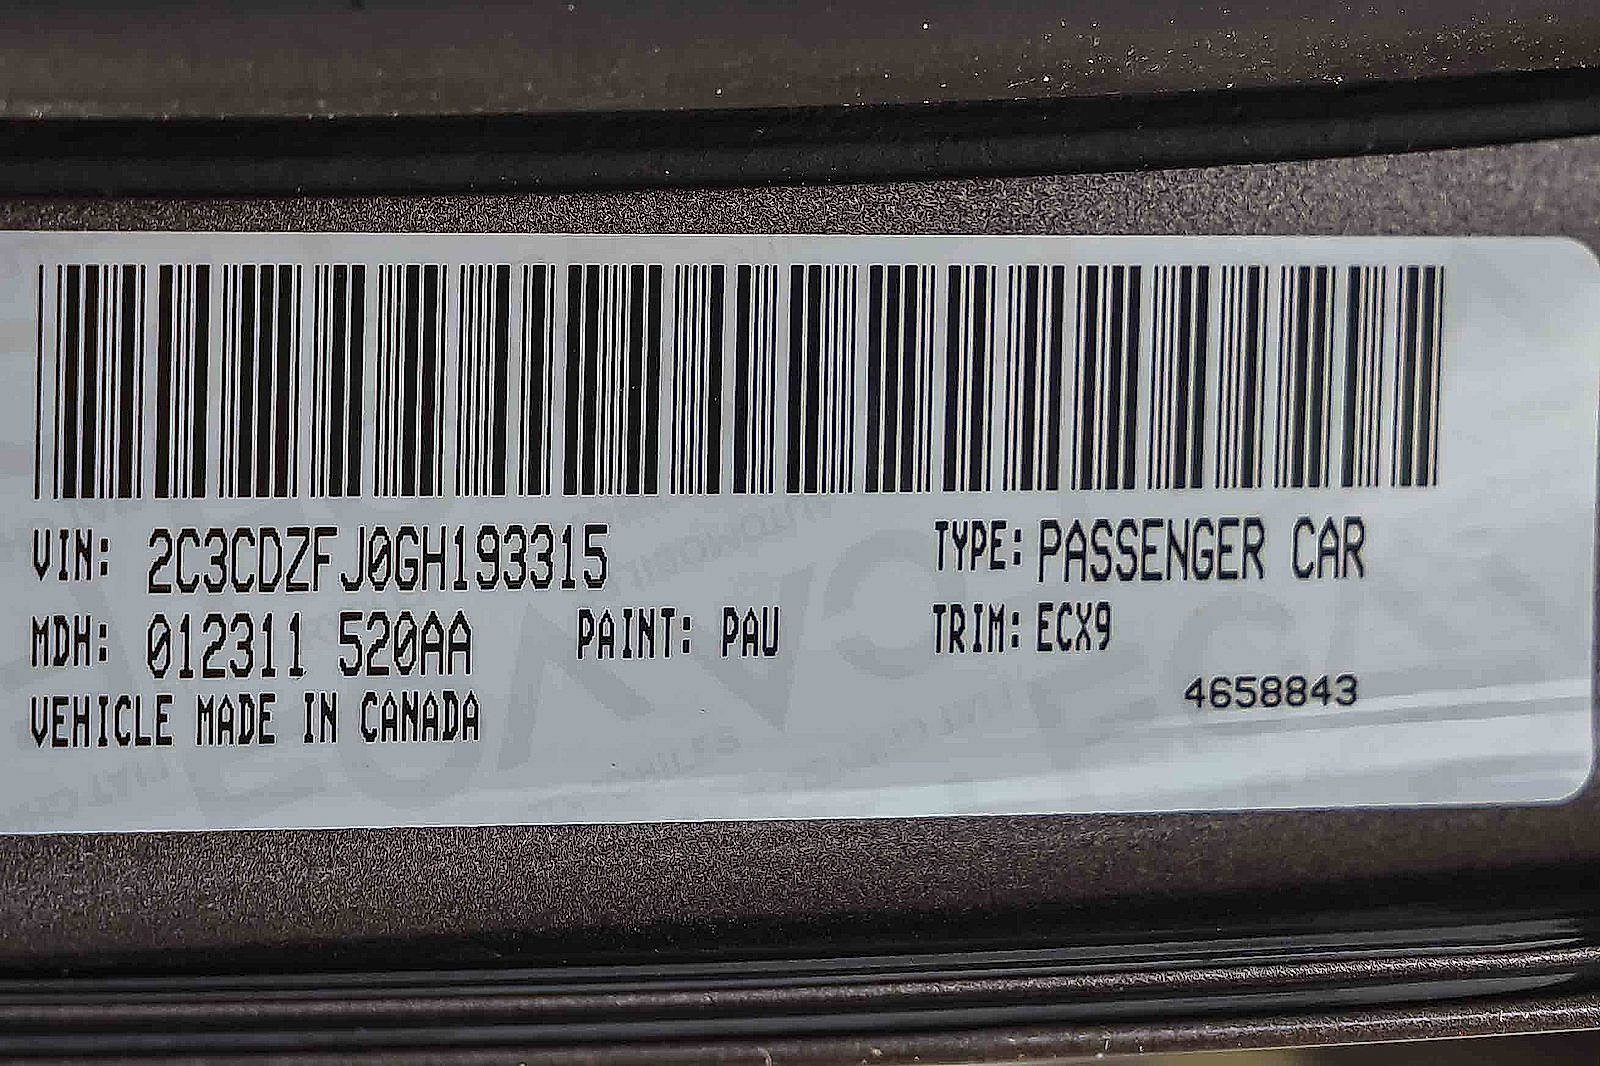 VIN: 2C3CDZFJ0GH193315 TYPE: PASSENGER CAR
MDH: 012311 520AA PAINT: PAU TRIM: ECX9
4658843
VEHICLE MADE IN CANADA